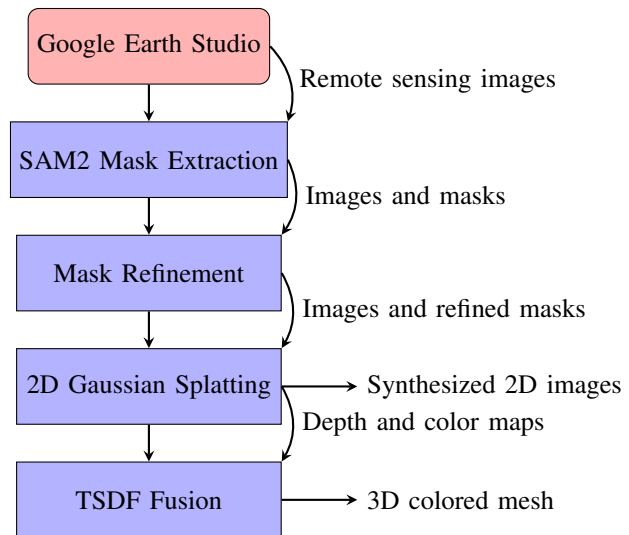 Google Earth Studio
Remote sensing images
SAM2 Mask Extraction
Images and masks
Mask Refinement
Images and refined masks
2D Gaussian Splatting
Synthesized 2D images
Depth and color maps
TSDF Fusion
3D colored mesh